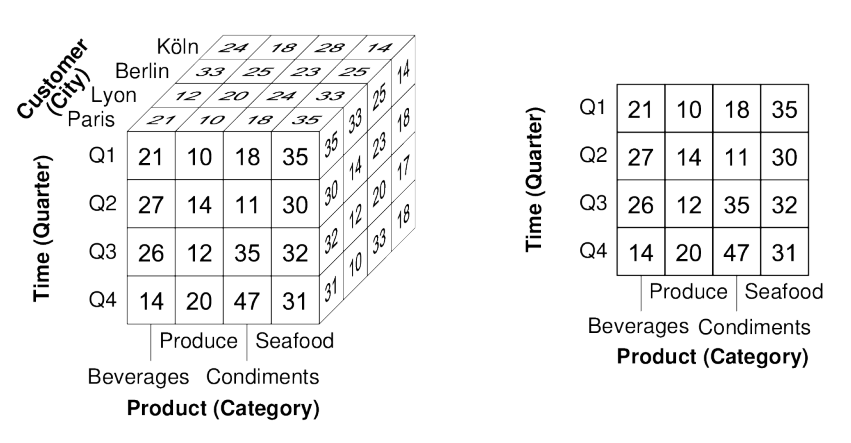 Customer
(City)
Köln 24 18 28 14
Berlin 33 25 23 25
Lyon 12 20 24 33
Paris 21 10 18 35
Time (Quarter)
Q1 21 10 18 35 35 33 25 14
Q2 27 14 11 30 30 14 23 18
Q3 26 12 35 32 32 12 20 17
Q4 14 20 47 31 31 10 33 18
Produce Seafood
Beverages Condiments
Product (Category)
Time (Quarter)
Q1 21 10 18 35
Q2 27 14 11 30
Q3 26 12 35 32
Q4 14 20 47 31
Produce Seafood
Beverages Condiments
Product (Category)